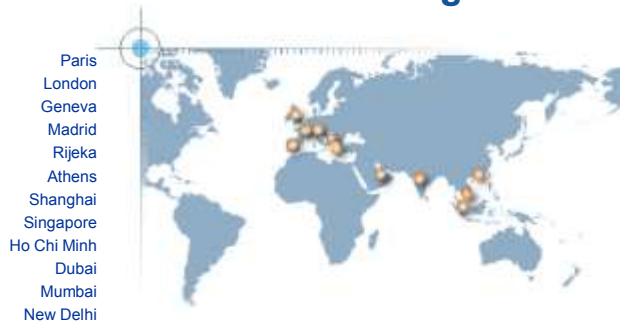 Paris
London
Geneva
Madrid
Rijeka
Athens
Shanghai
Singapore
Ho Chi Minh
Dubai
Mumbai
New Delhi